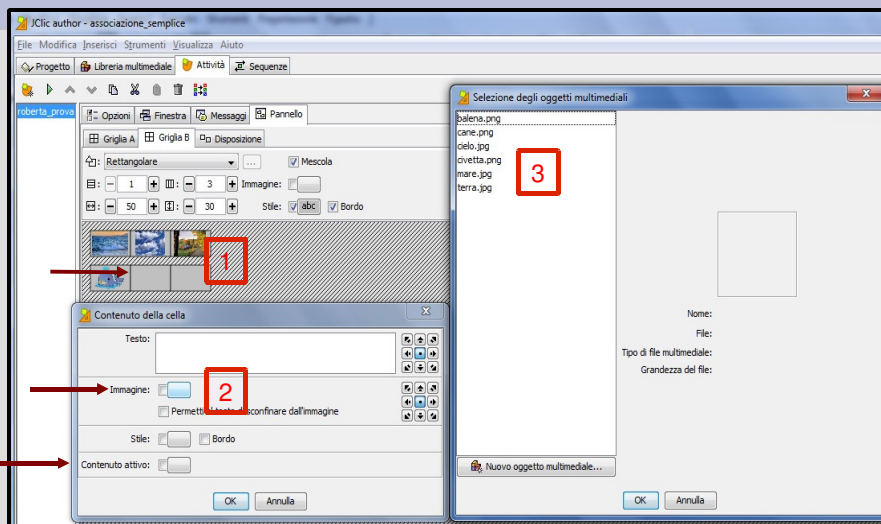 JClic author - associazione_semplice
File Modifica Inserisci Strumenti Visualizza Aiuto
Progetto Libreria multimediale Attività Sequenze
roberta_prova
Opzioni Finestra Messaggi Pannello
Griglia A Griglia B Disposizione
Rettangolare ... Mescola
1 3 Immagine:
50 30 Stile: abc Bordo
1
Contenuto della cella
Testo:
Immagine:
2
Permetti
sconfinare dall'immagine
Stile: Bordo
Contenuto attivo:
OK Annulla
Selezione degli oggetti multimediali
balena.png
cane.png
cielo.jpg
civetta.png
mare.jpg
terra.jpg
3
Nome:
File:
Tipo di file multimediale:
Grandezza del file:
Nuovo oggetto multimediale...
OK Annulla